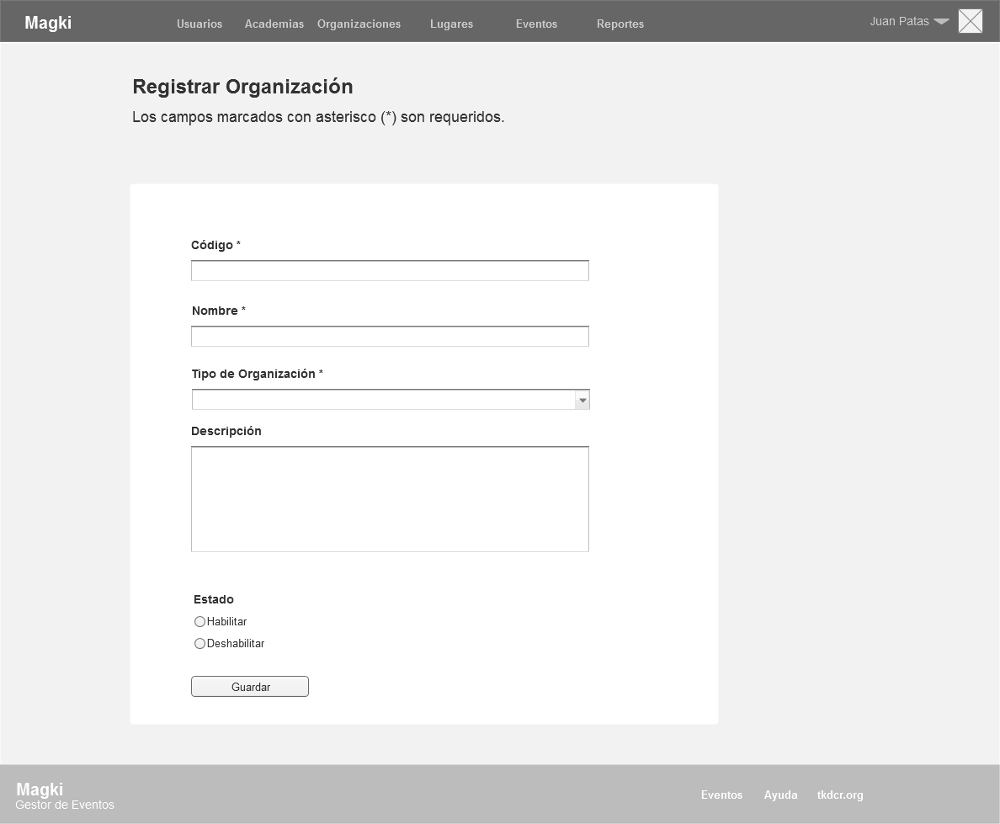 Magki Usuarios Academias Organizaciones Lugares Eventos Reportes Juan Patas
Registrar Organización
Los campos marcados con asterisco (*) son requeridos.
Código *
Nombre *
Tipo de Organización *
Descripción
Estado
Habilitar
Deshabilitar
Guardar
Magki
Gestor de Eventos
Eventos Ayuda tkdcr.org